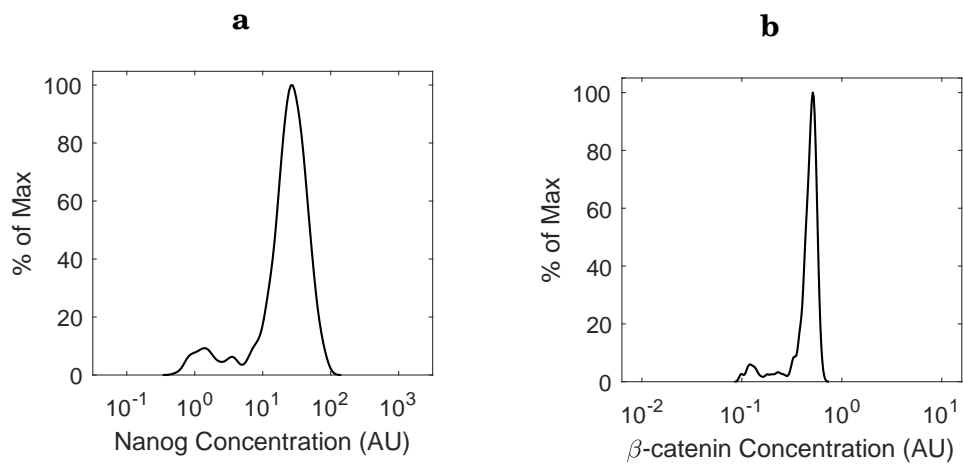 a
% of Max
100
80
60
40
20
0
10^-1 10^0 10^1 10^2 10^3
Nanog Concentration (AU)
b
% of Max
100
80
60
40
20
0
10^-2 10^-1 10^0 10^1
β-catenin Concentration (AU)